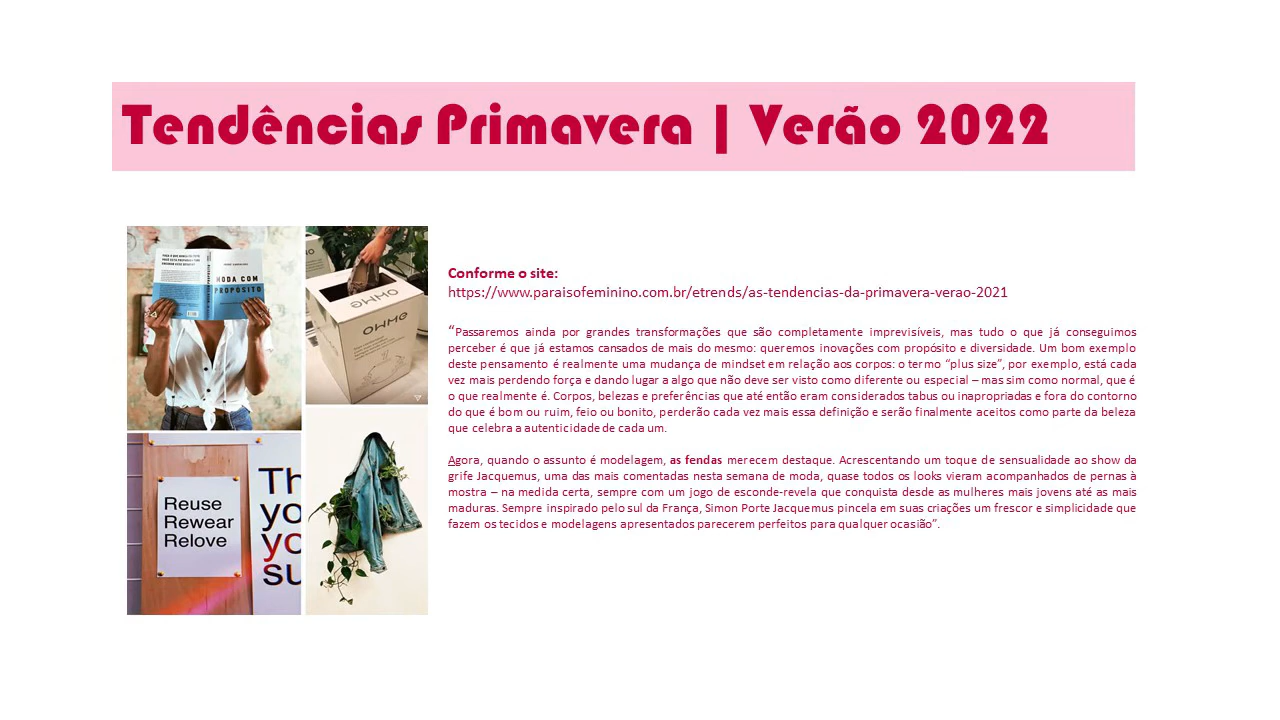 Tendências Primavera | Verão 2022
MODA COM
PROPÓSITO
OWME
OWME
Reuse
Rewear
Relove
Th
yo
yo
su
Conforme o site:
https://www.paraisofeminino.com.br/etrends/as-tendencias-da-primavera-verao-2021
“Passaremos ainda por grandes transformações que são completamente imprevisíveis, mas tudo o que já conseguimos
perceber é que já estamos cansados de mais do mesmo: queremos inovações com propósito e diversidade. Um bom exemplo
deste pensamento é realmente uma mudança de mindset em relação aos corpos: o termo “plus size”, por exemplo, está cada
vez mais perdendo força e dando lugar a algo que não deve ser visto como diferente ou especial – mas sim como normal, que é
o que realmente é. Corpos, belezas e preferências que até então eram considerados tabus ou inapropriadas e fora do contorno
do que é bom ou ruim, feio ou bonito, perderão cada vez mais essa definição e serão finalmente aceitos como parte da beleza
que celebra a autenticidade de cada um.
Agora, quando o assunto é modelagem, as fendas merecem destaque. Acrescentando um toque de sensualidade ao show da
grife Jacquemus, uma das mais comentadas nesta semana de moda, quase todos os looks vieram acompanhados de pernas à
mostra – na medida certa, sempre com um jogo de esconde-revela que conquista desde as mulheres mais jovens até as mais
maduras. Sempre inspirado pelo sul da França, Simon Porte Jacquemus pincela em suas criações um frescor e simplicidade que
fazem os tecidos e modelagens apresentados parecerem perfeitos para qualquer ocasião”.